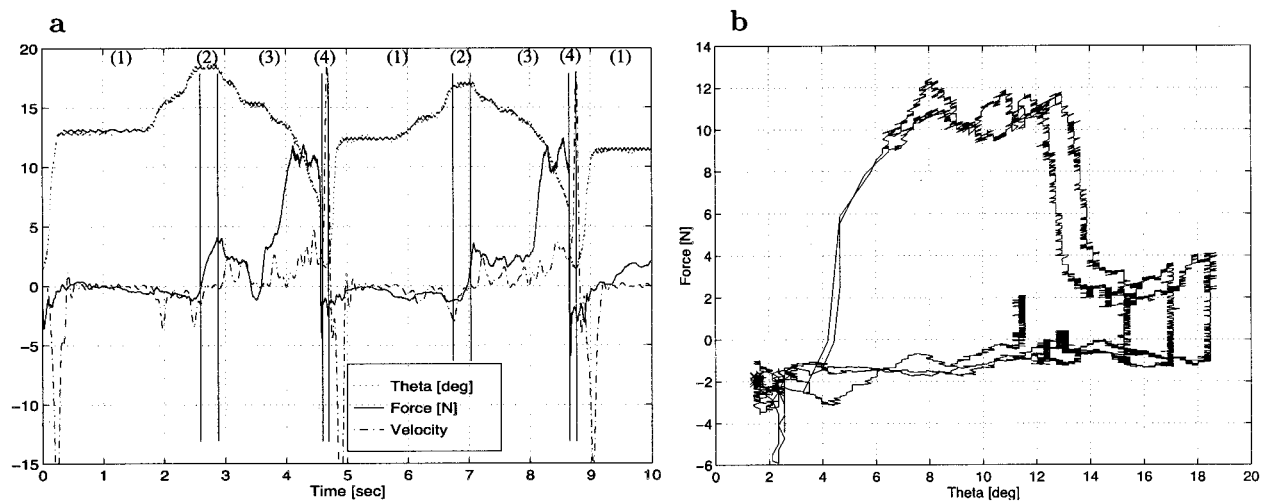 a
(1) (2) (3) (4) (1) (2) (3) (4) (1)
20
15
10
5
0
−5
−10
−15
Theta [deg]
Force [N]
Velocity
0 1 2 3 4 5 6 7 8 9 10
Time [sec]
b
14
12
10
8
6
4
2
0
−2
−4
−6
Force [N]
0 2 4 6 8 10 12 14 16 18 20
Theta [deg]